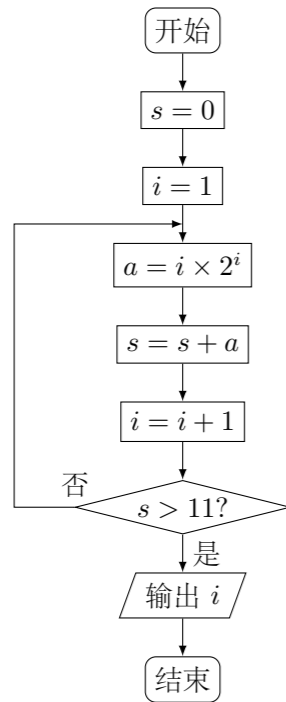 开始
s = 0
i = 1
a = i × 2^i
s = s + a
i = i + 1
否
s > 11?
是
输出 i
结束